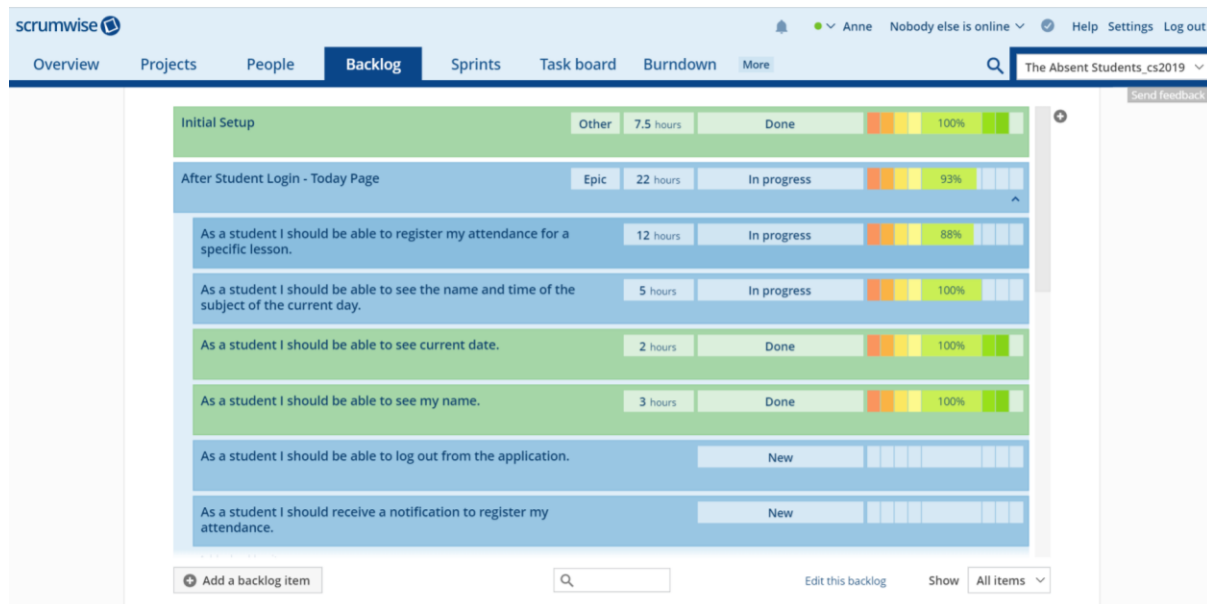 scrumwise
Anne Nobody else is online Help Settings Log out
Overview Projects People Backlog Sprints Task board Burndown More The Absent Students_cs2019
Send feedback
Initial Setup Other 7.5 hours Done 100%
After Student Login - Today Page Epic 22 hours In progress 93%
As a student I should be able to register my attendance for a
specific lesson.
12 hours In progress 88%
As a student I should be able to see the name and time of the
subject of the current day.
5 hours In progress 100%
As a student I should be able to see current date. 2 hours Done 100%
As a student I should be able to see my name. 3 hours Done 100%
As a student I should be able to log out from the application. New
As a student I should receive a notification to register my
attendance.
New
Add a backlog item Edit this backlog Show All items